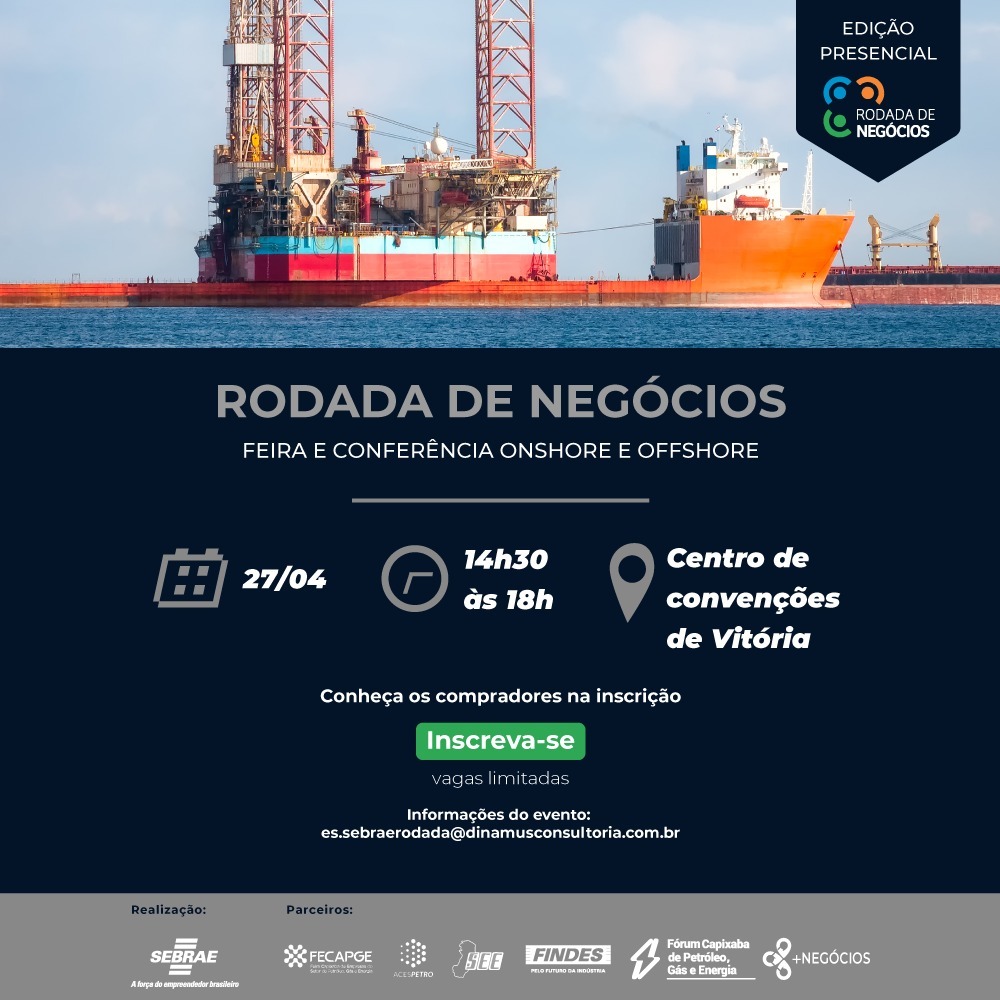 EDIÇÃO
PRESENCIAL
RODADA DE
NEGÓCIOS
RODADA DE NEGÓCIOS
FEIRA E CONFERÊNCIA ONSHORE E OFFSHORE
27/04
14h30
às 18h
Centro de
convenções
de Vitória
Conheça os compradores na inscrição
Inscreva-se
vagas limitadas
Informações do evento:
es.sebraerodada@dinamusconsultoria.com.br
Realização:
Parceiros:
SEBRAE
A força do empreendedor brasileiro
FECAPGE
ACESPETRO
SEE
FINDES
PELO FUTURO DA INDÚSTRIA
Fórum Capixaba
de Petróleo,
Gás e Energia
+NEGÓCIOS